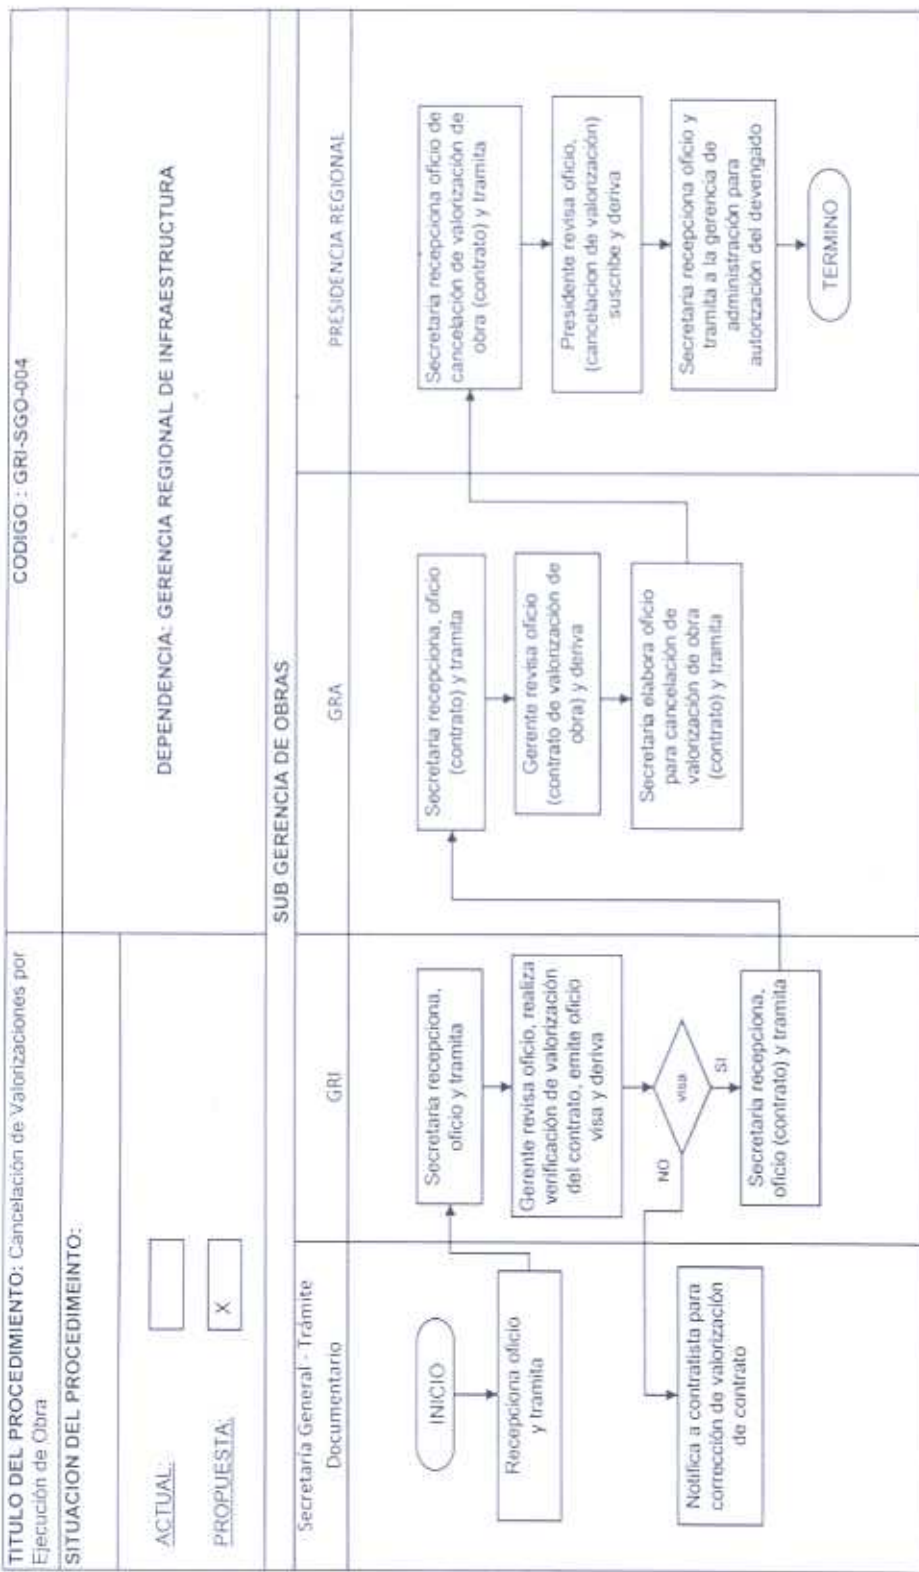 TITULO DEL PROCEDIMIENTO: Cancelación de Valorizaciones por
Ejecución de Obra
CODIGO : GRI-SGO-004
SITUACION DEL PROCEDIMEINTO:
ACTUAL:
PROPUESTA:
X
DEPENDENCIA: GERENCIA REGIONAL DE INFRAESTRUCTURA
SUB GERENCIA DE OBRAS
Secretaria General - Trámite
Documentario
GRI
GRA
PRESIDENCIA REGIONAL
INICIO
Recepciona oficio
y tramita
Notifica a contratista para
corrección de valorización
de contrato
Secretaria recepciona,
oficio y tramita
Gerente revisa oficio, realiza
verificación de valorización
del contrato, emite oficio
visa y deriva
visa
NO
SI
Secretaria recepciona,
oficio (contrato) y tramita
Secretaria recepciona, oficio
(contrato) y tramita
Gerente revisa oficio
(contrato de valorización de
obra) y deriva
Secretaria elabora oficio
para cancelación de
valorización de obra
(contrato) y tramita
Secretaria recepciona oficio de
cancelación de valorización de
obra (contrato) y tramita
Presidente revisa oficio,
(cancelacion de valorización)
suscribe y deriva
Secretaria recepciona oficio y
tramita a la gerencia de
administración para
autorización del devengado
TERMINO